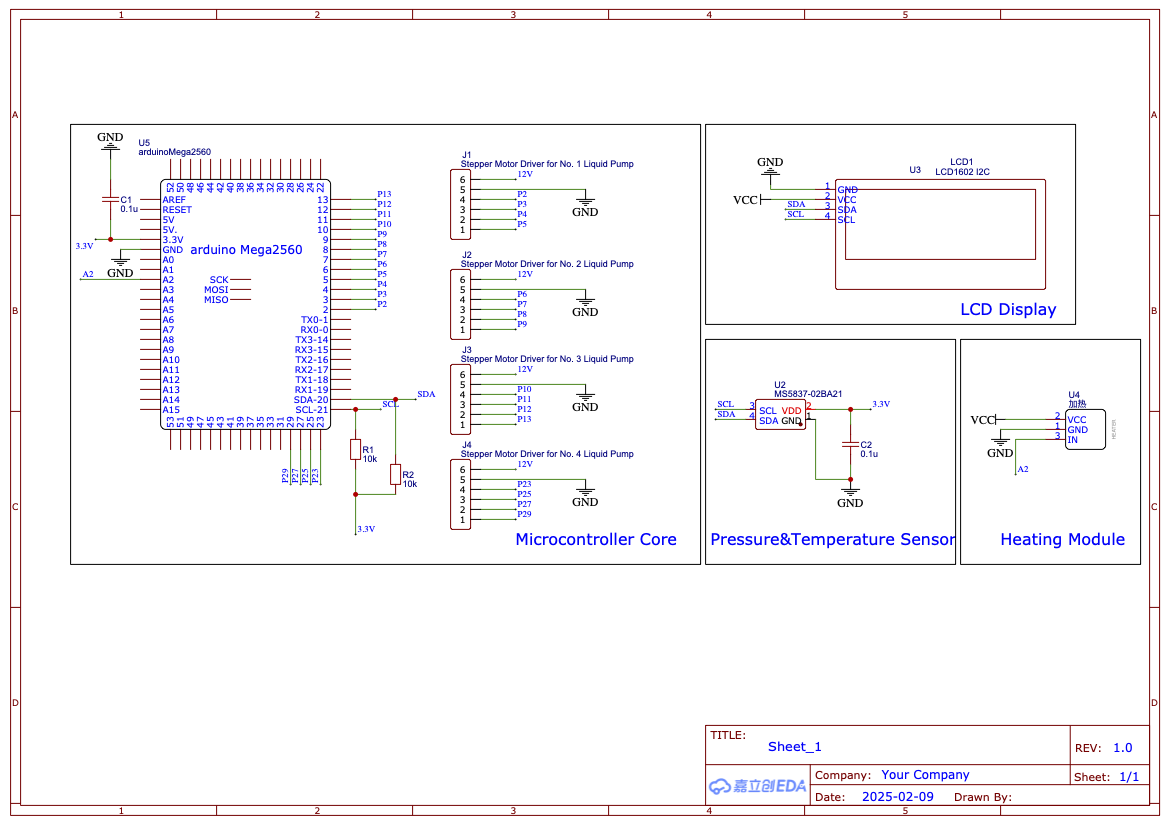 1 2 3 4 5
A
B
C
D
A
B
C
D
GND
U5
arduinoMega2560
C1
0.1u
3.3V
GND
A2
52 50 48 46 44 42 40 38 36 34 32 30 28 26 24 22
AREF
RESET
5V
5V.
3.3V
GND
A0
A1
A2
A3
A4
A5
A6
A7
A8
A9
A10
A11
A12
A13
A14
A15
arduino Mega2560
SCK
MOSI
MISO
13
12
11
10
9
8
7
6
5
4
3
2
TX0-1
RX0-0
TX3-14
RX3-15
TX2-16
RX2-17
TX1-18
RX1-19
SDA-20
SCL-21
53 51 49 47 45 43 41 39 37 35 33 31 29 27 25 23
P13
P12
P11
P10
P9
P8
P7
P6
P5
P4
P3
P2
SDA
SCL
P29
P27
P25
P23
R1
10k
R2
10k
3.3V
J1
Stepper Motor Driver for No. 1 Liquid Pump
6
5
4
3
2
1
12V
P2
P3
P4
P5
GND
J2
Stepper Motor Driver for No. 2 Liquid Pump
6
5
4
3
2
1
12V
P6
P7
P8
P9
GND
J3
Stepper Motor Driver for No. 3 Liquid Pump
6
5
4
3
2
1
12V
P10
P11
P12
P13
GND
J4
Stepper Motor Driver for No. 4 Liquid Pump
6
5
4
3
2
1
12V
P23
P25
P27
P29
GND
Microcontroller Core
GND
VCC
SDA
SCL
U3
LCD1
LCD1602 I2C
1 GND
2 VCC
3 SDA
4 SCL
LCD Display
U2
MS5837-02BA21
SCL 3 SCL VDD 2 3.3V
SDA 4 SDA GND 1
C2
0.1u
GND
Pressure&Temperature Sensor
U4
加热
VCC 2 VCC
1 GND
3 IN
GND
A2
HEATER
Heating Module
TITLE:
Sheet_1
REV: 1.0
嘉立创EDA
Company: Your Company
Sheet: 1/1
Date: 2025-02-09 Drawn By:
1 2 3 4 5